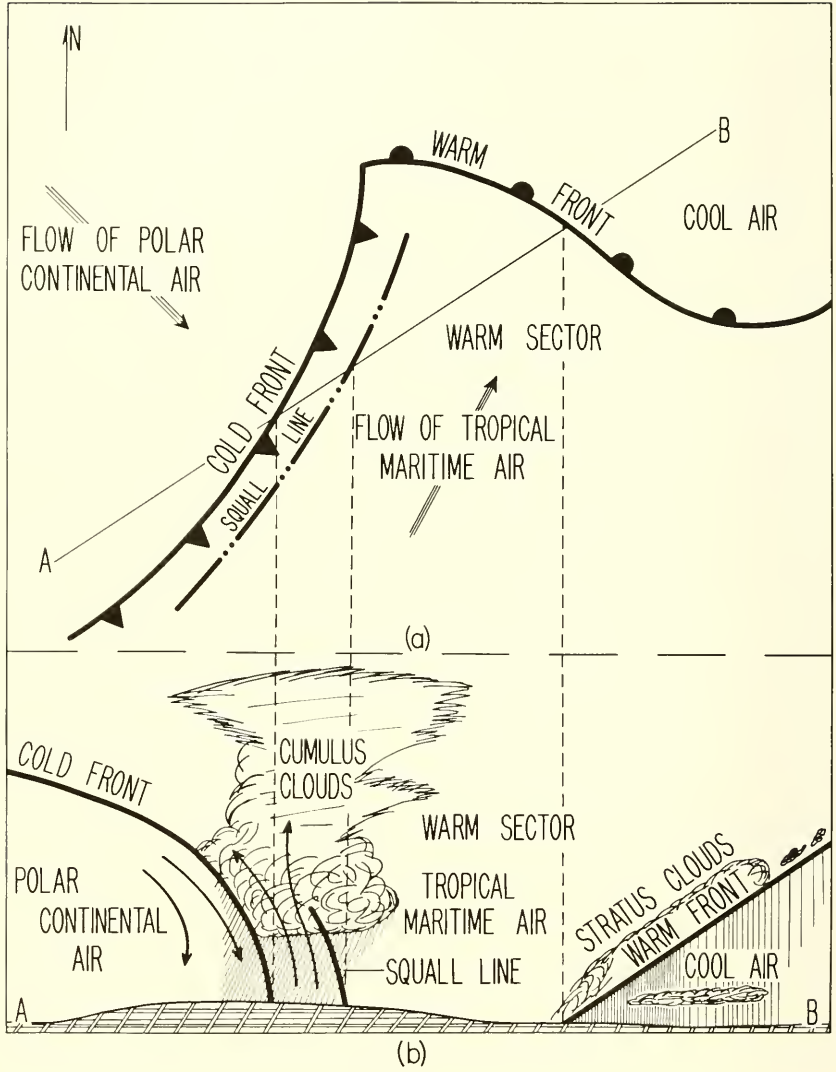 N
WARM FRONT
B
COOL AIR
FLOW OF POLAR
CONTINENTAL AIR
WARM SECTOR
COLD FRONT
SQUALL LINE
FLOW OF TROPICAL
MARITIME AIR
A
(a)
COLD FRONT
CUMULUS
CLOUDS
WARM SECTOR
POLAR
CONTINENTAL
AIR
TROPICAL
MARITIME AIR
STRATUS CLOUDS
WARM FRONT
SQUALL LINE
COOL AIR
A
B
(b)